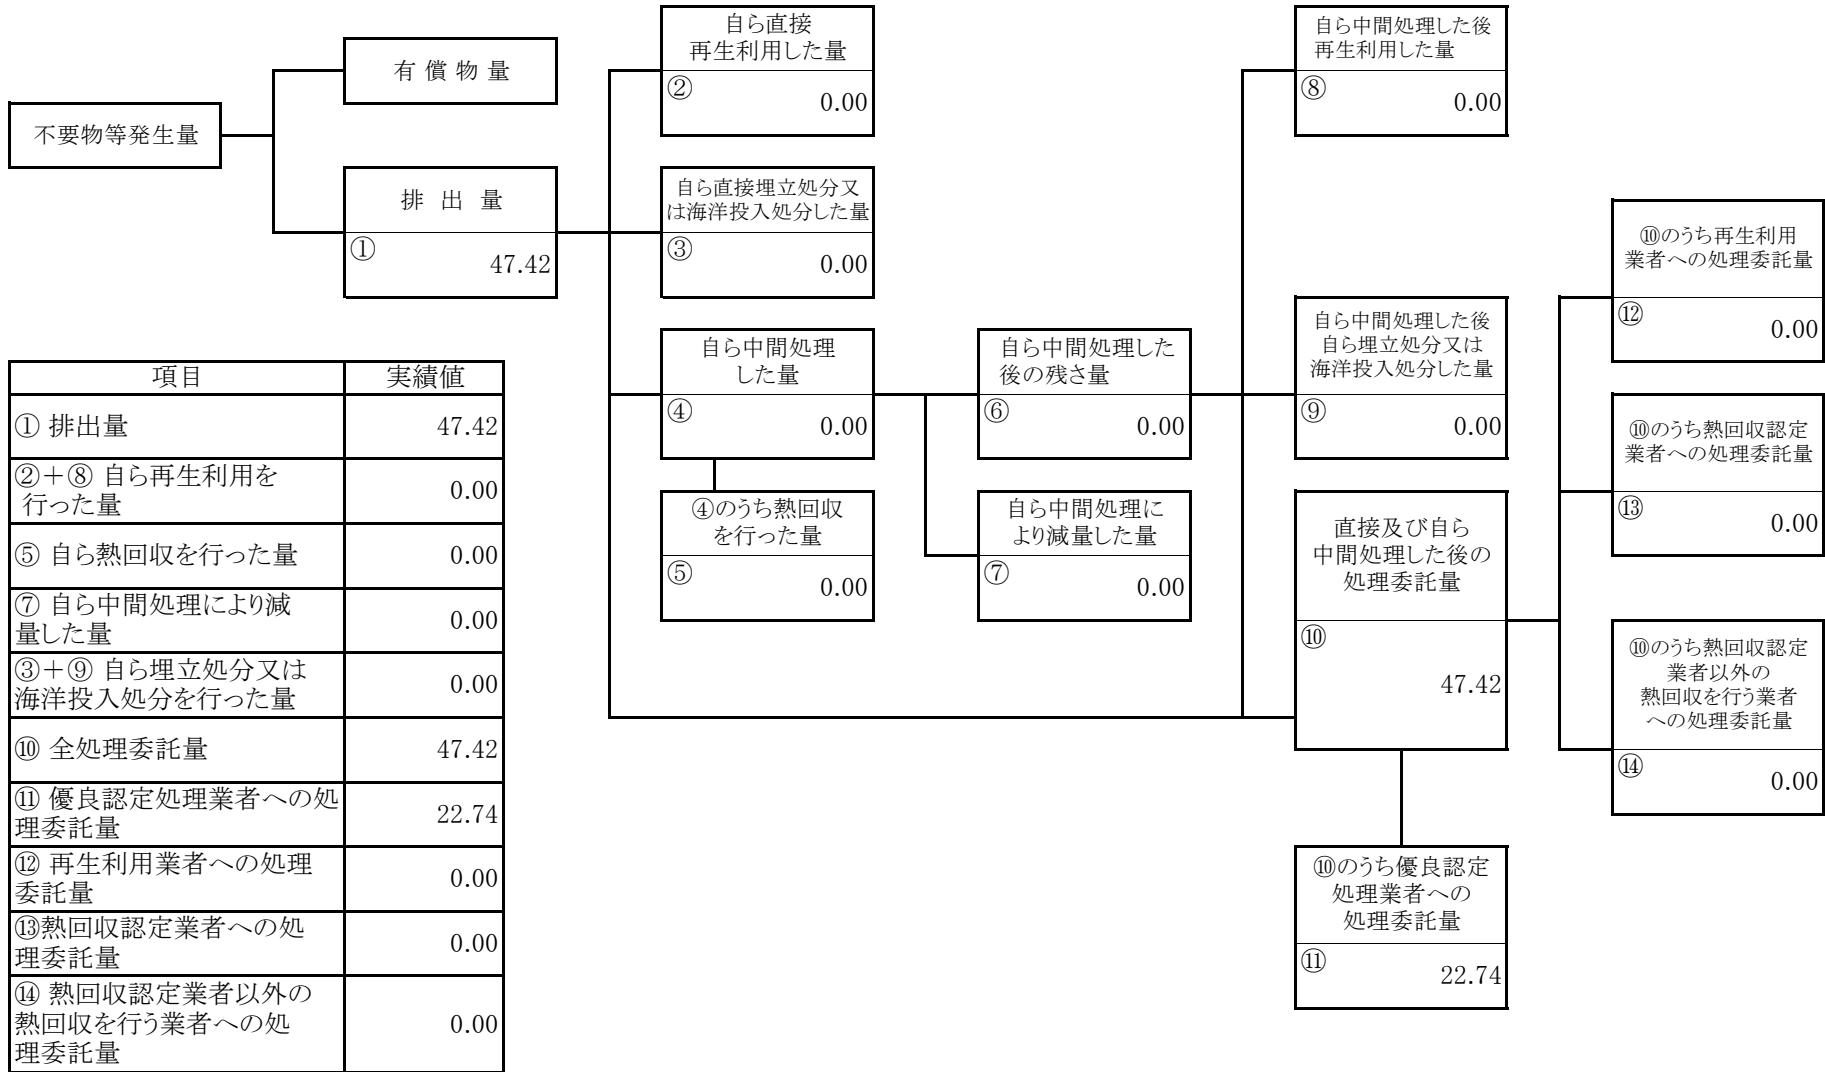 不要物等発生量
有 償 物 量
排 出 量
①
47.42
自ら直接
再生利用した量
②
0.00
自ら直接埋立処分又
は海洋投入処分した量
③
0.00
自ら中間処理
した量
④
0.00
④のうち熱回収
を行った量
⑤
0.00
自ら中間処理した
後の残さ量
⑥
0.00
自ら中間処理に
より減量した量
⑦
0.00
自ら中間処理した後
再生利用した量
⑧
0.00
自ら中間処理した後
自ら埋立処分又は
海洋投入処分した量
⑨
0.00
直接及び自ら
中間処理した後の
処理委託量
⑩
47.42
⑩のうち優良認定
処理業者への
処理委託量
⑪
22.74
⑩のうち再生利用
業者への処理委託量
⑫
0.00
⑩のうち熱回収認定
業者への処理委託量
⑬
0.00
⑩のうち熱回収認定
業者以外の
熱回収を行う業者
への処理委託量
⑭
0.00
項目 実績値
① 排出量 47.42
②+⑧ 自ら再生利用を
行った量 0.00
⑤ 自ら熱回収を行った量 0.00
⑦ 自ら中間処理により減
量した量 0.00
③+⑨ 自ら埋立処分又は
海洋投入処分を行った量 0.00
⑩ 全処理委託量 47.42
⑪ 優良認定処理業者への処
理委託量 22.74
⑫ 再生利用業者への処理
委託量 0.00
⑬熱回収認定業者への処
理委託量 0.00
⑭ 熱回収認定業者以外の
熱回収を行う業者への処
理委託量 0.00